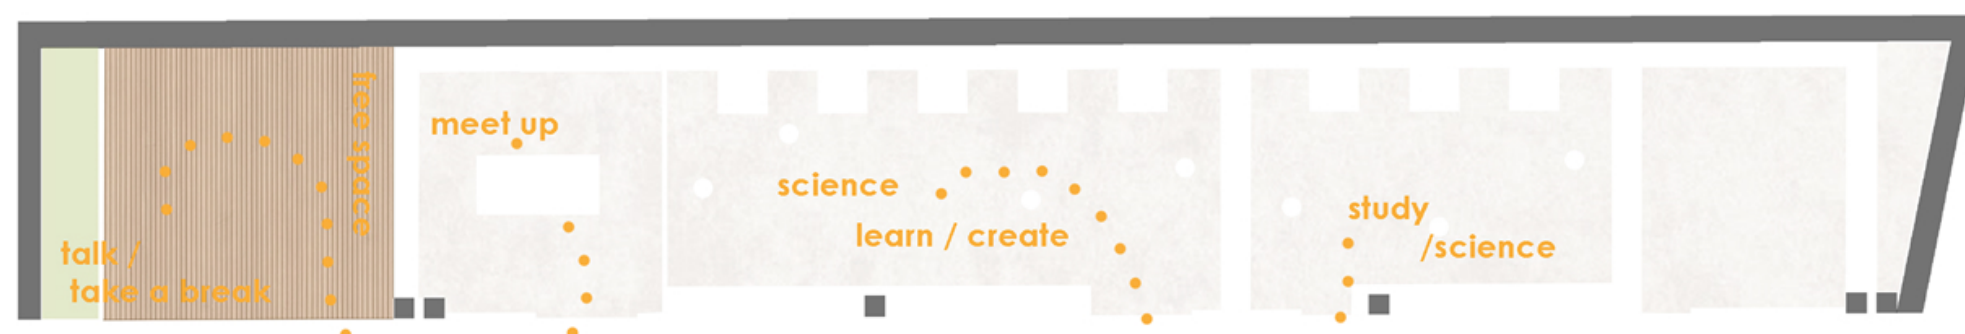 free space
talk /
take a break
meet up
science
learn / create
study
/science